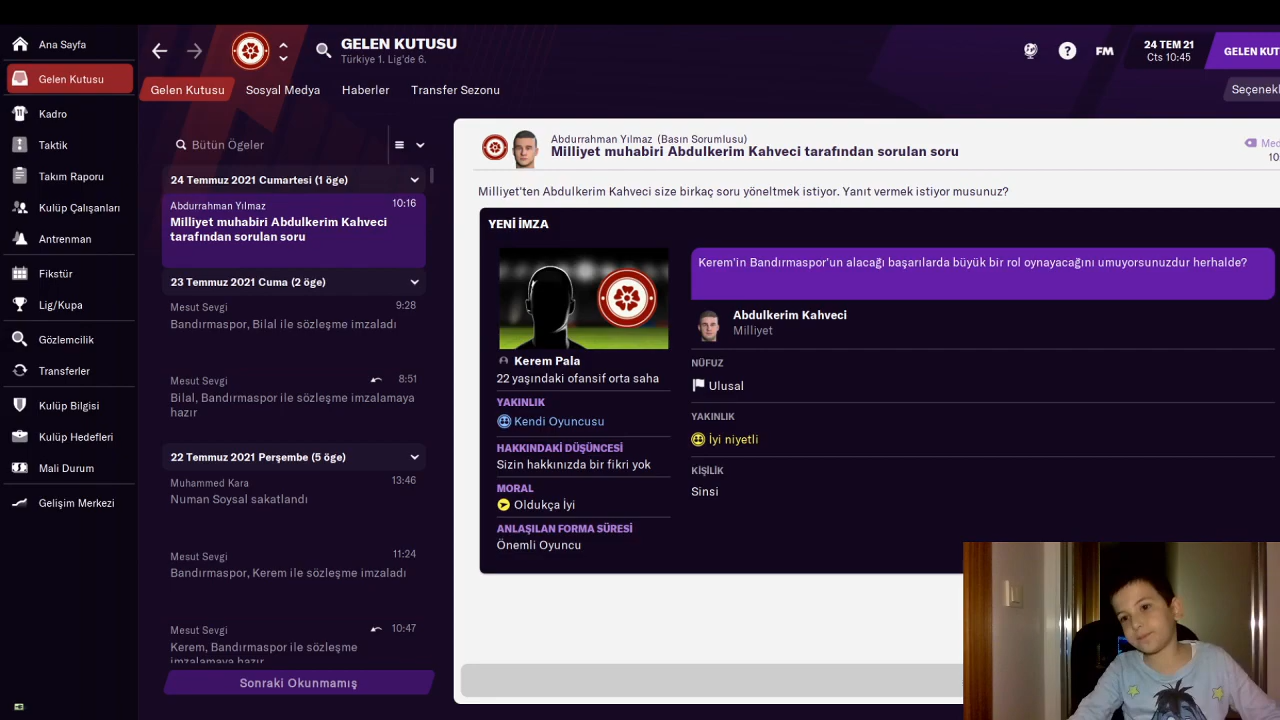 Ana Sayfa
Gelen Kutusu
Kadro
Taktik
Takım Raporu
Kulüp Çalışanları
Antrenman
Fikstür
Lig/Kupa
Gözlemcilik
Transferler
Kulüp Bilgisi
Kulüp Hedefleri
Mali Durum
Gelişim Merkezi
GELEN KUTUSU
Türkiye 1. Lig'de 6.
FM
24 TEM 21
Cts 10:45
GELEN KUT
Gelen Kutusu
Sosyal Medya
Haberler
Transfer Sezonu
Seçenekl
Bütün Ögeler
24 Temmuz 2021 Cumartesi (1 öge)
Abdurrahman Yılmaz 10:16
Milliyet muhabiri Abdulkerim Kahveci
tarafından sorulan soru
23 Temmuz 2021 Cuma (2 öge)
Mesut Sevgi 9:28
Bandırmaspor, Bilal ile sözleşme imzaladı
Mesut Sevgi 8:51
Bilal, Bandırmaspor ile sözleşme imzalamaya
hazır
22 Temmuz 2021 Perşembe (5 öge)
Muhammed Kara 13:46
Numan Soysal sakatlandı
Mesut Sevgi 11:24
Bandırmaspor, Kerem ile sözleşme imzaladı
Mesut Sevgi 10:47
Kerem, Bandırmaspor ile sözleşme
imzalamaya hazır
Sonraki Okunmamış
Abdurrahman Yılmaz (Basın Sorumlusu)
Milliyet muhabiri Abdulkerim Kahveci tarafından sorulan soru
Med
10
Milliyet'ten Abdulkerim Kahveci size birkaç soru yöneltmek istiyor. Yanıt vermek istiyor musunuz?
YENİ İMZA
Kerem Pala
22 yaşındaki ofansif orta saha
YAKINLIK
Kendi Oyuncusu
HAKKINDAKİ DÜŞÜNCESİ
Sizin hakkınızda bir fikri yok
MORAL
Oldukça İyi
ANLAŞILAN FORMA SÜRESİ
Önemli Oyuncu
Kerem'in Bandırmaspor'un alacağı başarılarda büyük bir rol oynayacağını umuyorsunuzdur herhalde?
Abdulkerim Kahveci
Milliyet
NÜFUZ
Ulusal
YAKINLIK
İyi niyetli
KİŞİLİK
Sinsi